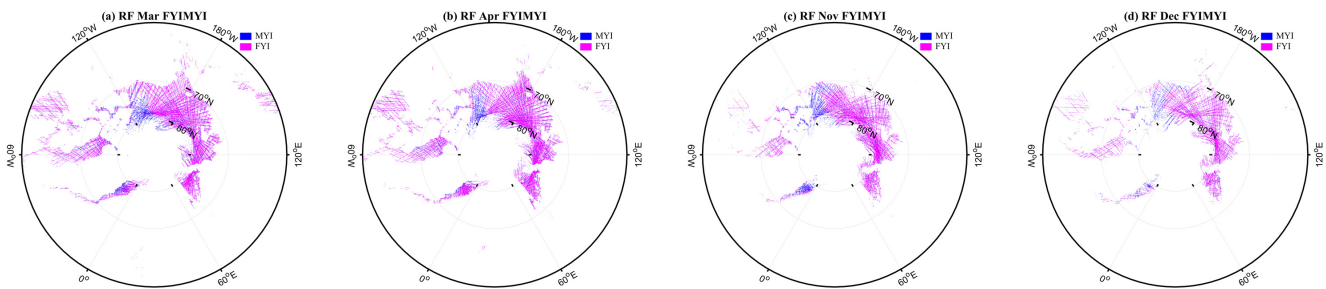 (a) RF Mar FYIMYI
120°W
180°W
MYI
FYI
70°N
80°N
60°W
120°E
0°
60°E
(b) RF Apr FYIMYI
120°W
180°W
MYI
FYI
70°N
80°N
60°W
120°E
0°
60°E
(c) RF Nov FYIMYI
120°W
180°W
MYI
FYI
70°N
80°N
60°W
120°E
0°
60°E
(d) RF Dec FYIMYI
120°W
180°W
MYI
FYI
70°N
80°N
60°W
120°E
0°
60°E